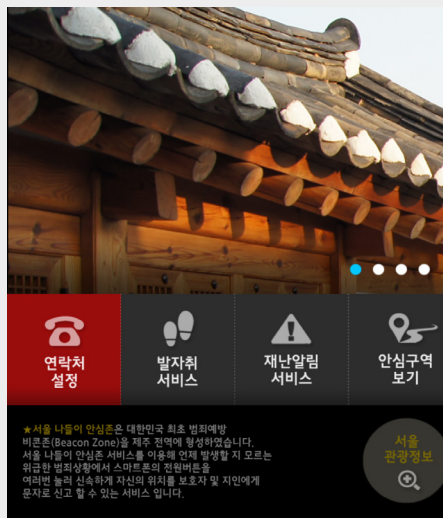 연락처
설정
발자취
서비스
재난알림
서비스
안심구역
보기
★서울 나들이 안심존은 대한민국 최초 범죄예방
비콘존(Beacon Zone)을 제주 전역에 형성하였습니다.
서울 나들이 안심존 서비스를 이용해 언제 발생할 지 모르는
위급한 범죄상황에서 스마트폰의 전원버튼을
여러번 눌러 신속하게 자신의 위치를 보호자 및 지인에게
문자로 신고 할 수 있는 서비스 입니다.
서울
관광정보